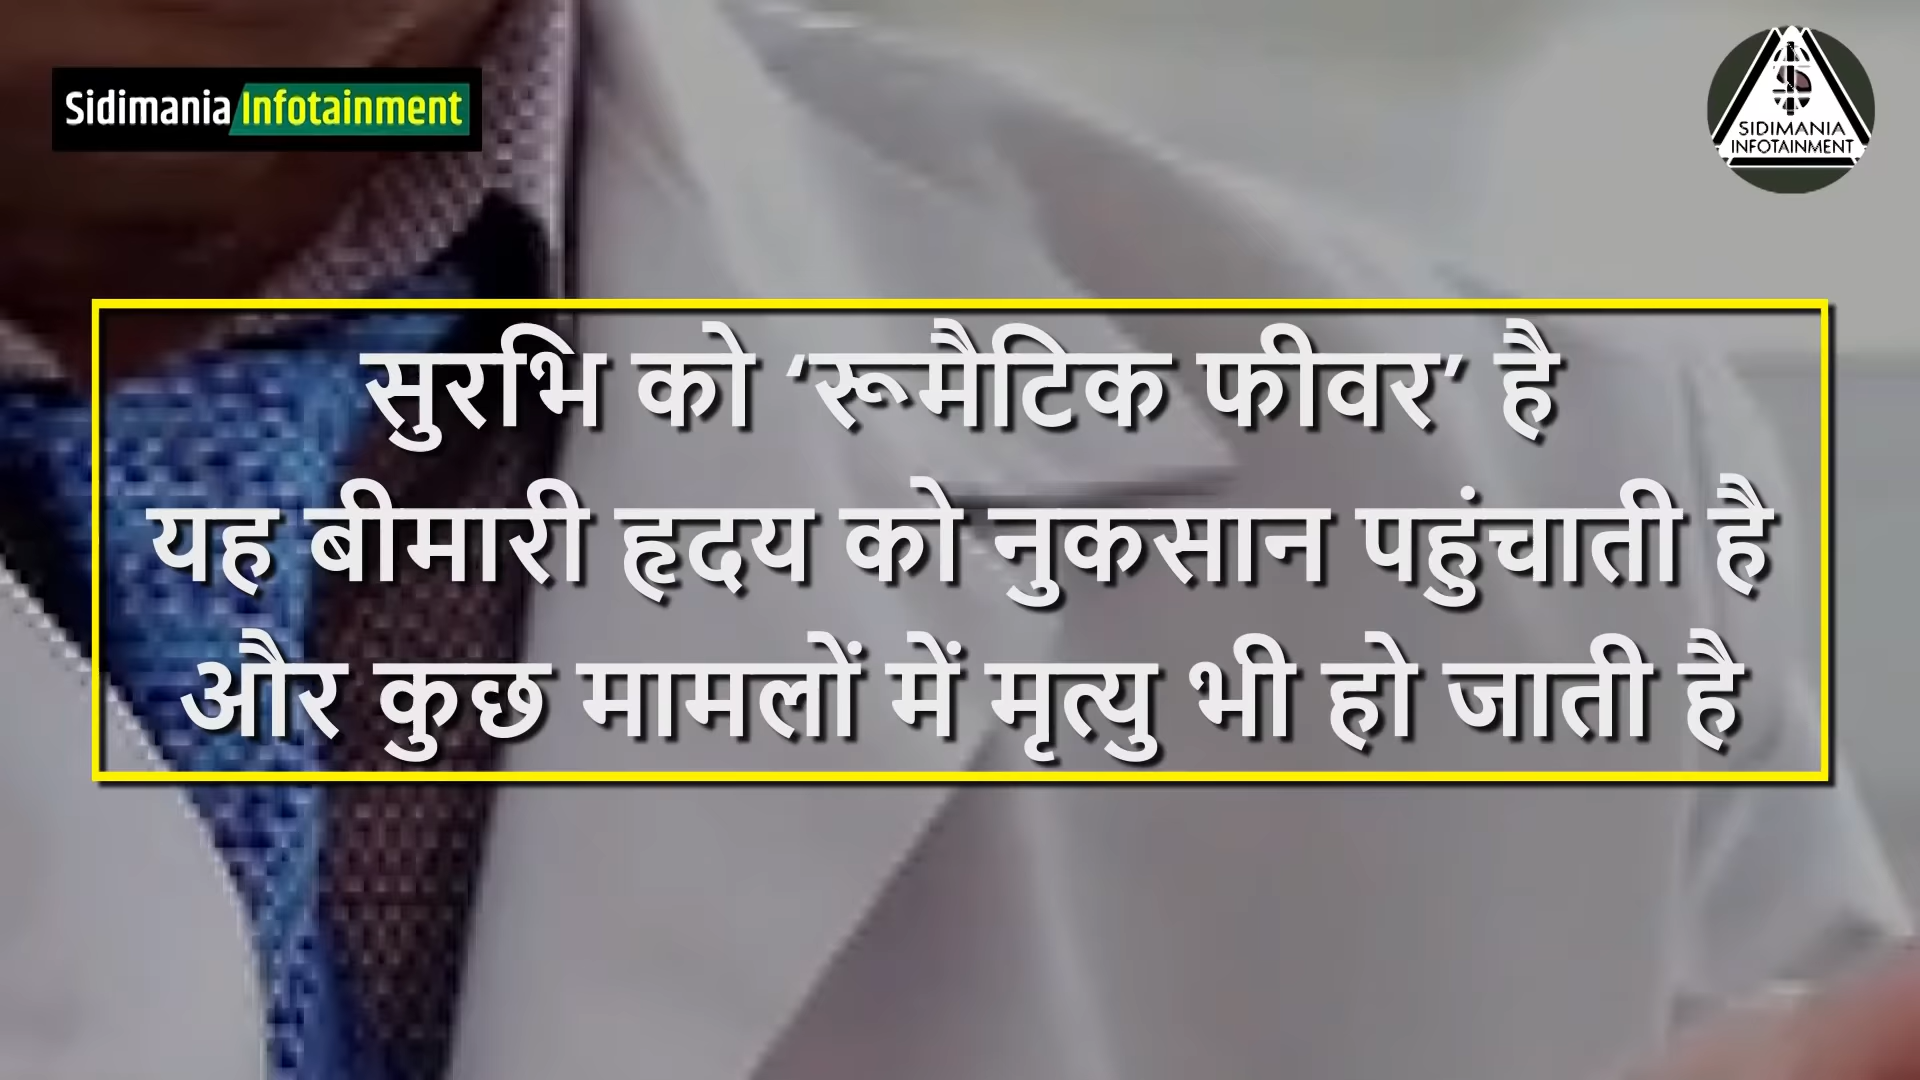 Sidimania Infotainment
SIDIMANIA
INFOTAINMENT
सुरभि को ‘रूमैटिक फीवर’ है
यह बीमारी हृदय को नुकसान पहुंचाती है
और कुछ मामलों में मृत्यु भी हो जाती है